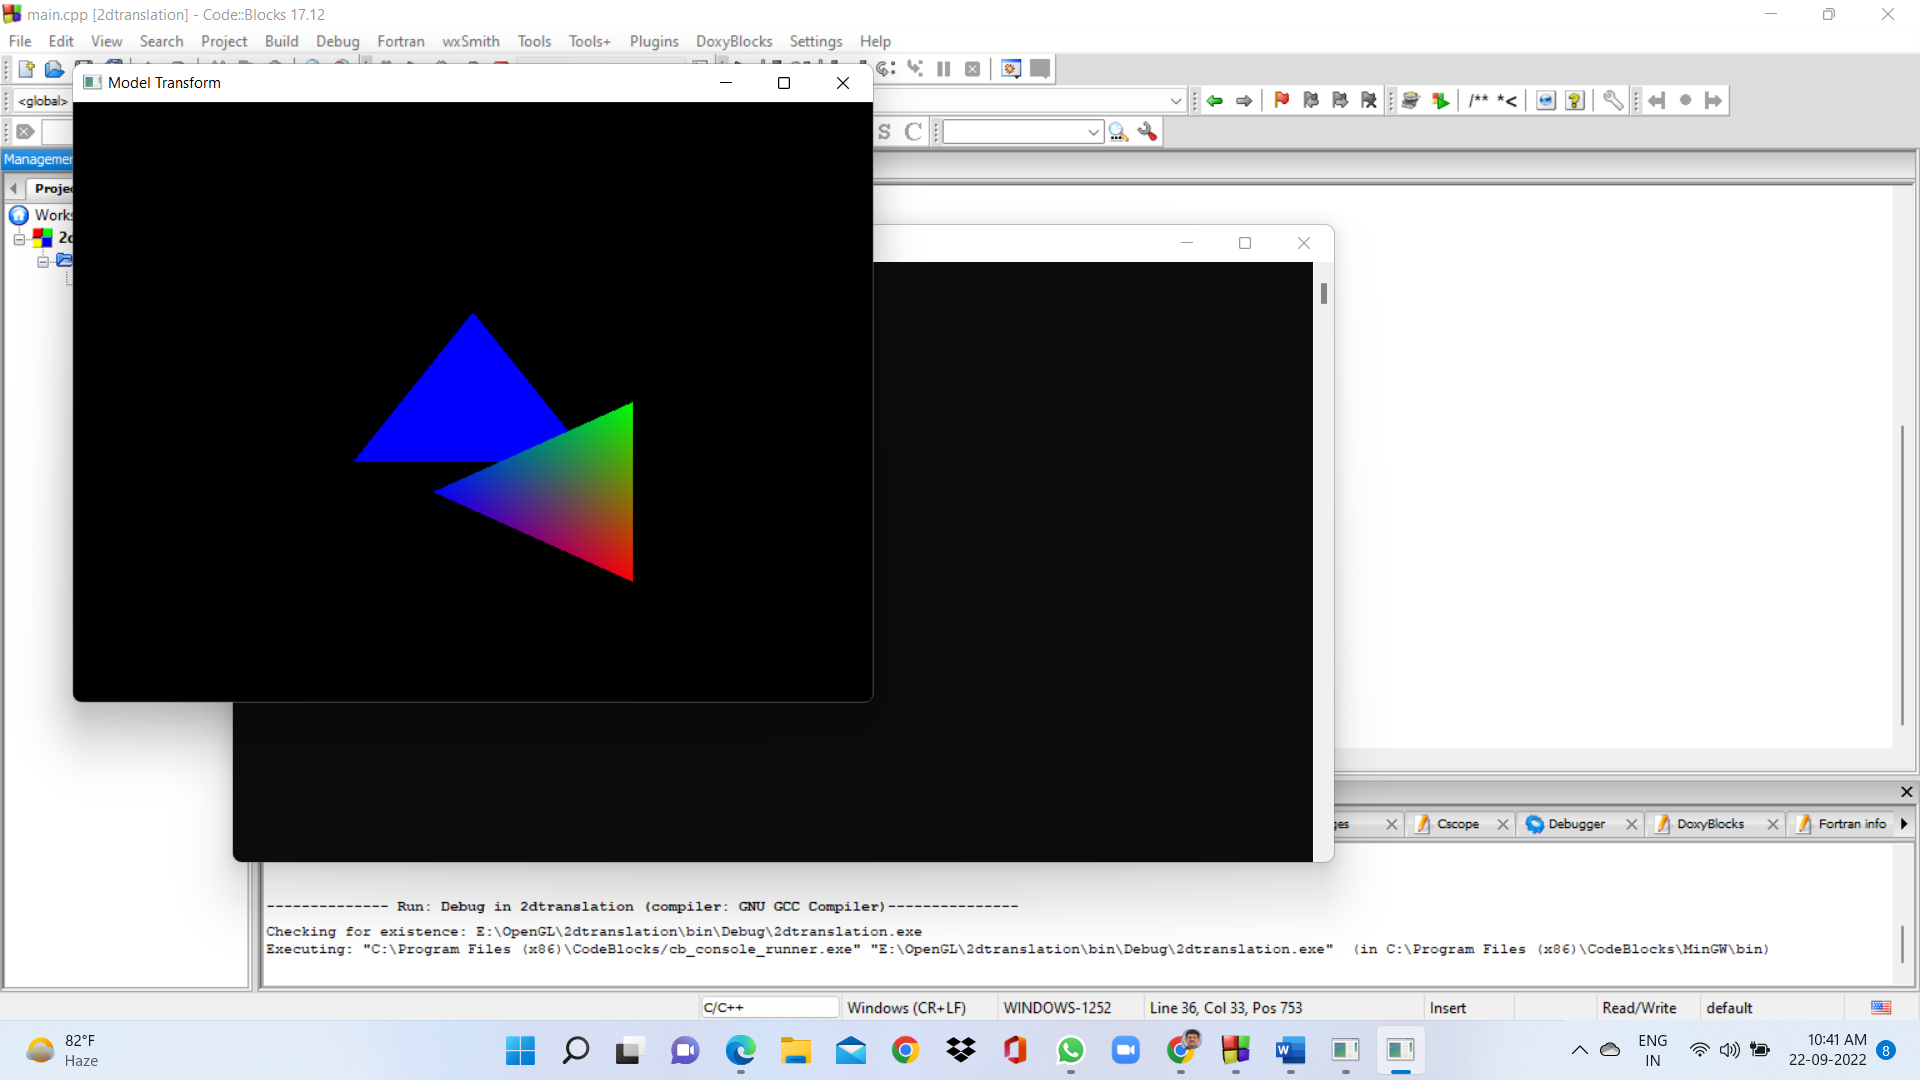 main.cpp [2dtranslation] - Code::Blocks 17.12
File Edit View Search Project Build Debug Fortran wxSmith Tools Tools+ Plugins DoxyBlocks Settings Help
Model Transform
<global>
/** *<
S C
Managemer
Projec
Works
2d
ges Cscope Debugger DoxyBlocks Fortran info
-------------- Run: Debug in 2dtranslation (compiler: GNU GCC Compiler)---------------
Checking for existence: E:\OpenGL\2dtranslation\bin\Debug\2dtranslation.exe
Executing: "C:\Program Files (x86)\CodeBlocks/cb_console_runner.exe" "E:\OpenGL\2dtranslation\bin\Debug\2dtranslation.exe"  (in C:\Program Files (x86)\CodeBlocks\MinGW\bin)
C/C++ Windows (CR+LF) WINDOWS-1252 Line 36, Col 33, Pos 753 Insert Read/Write default
82°F
Haze
ENG
IN
10:41 AM
22-09-2022
8